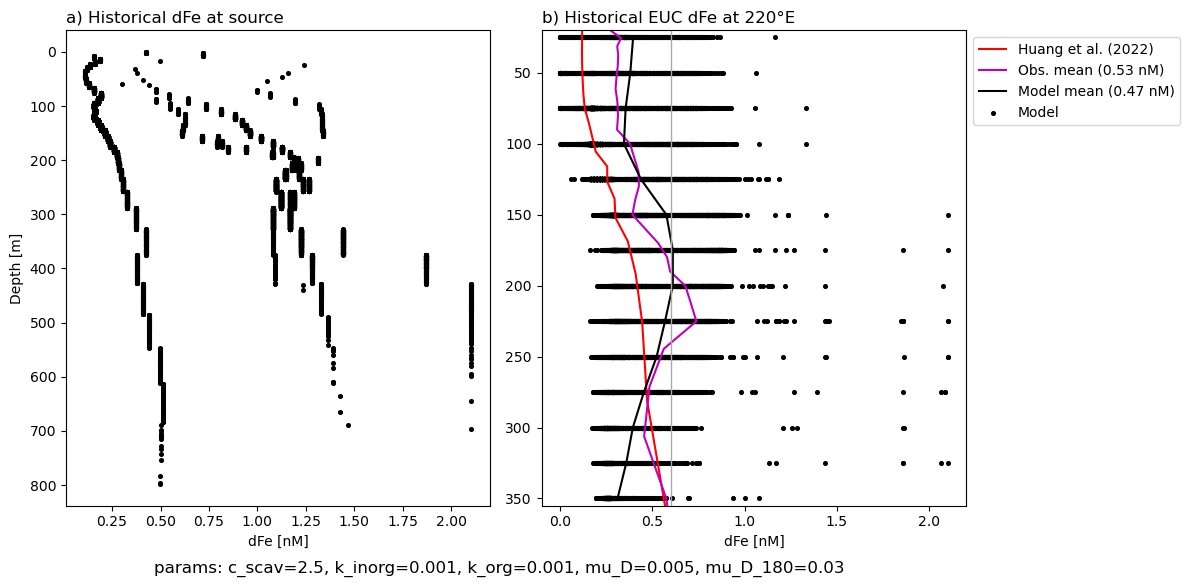 a) Historical dFe at source
b) Historical EUC dFe at 220°E
0
100
200
300
400
500
600
700
800
Depth [m]
0.25
0.50
0.75
1.00
1.25
1.50
1.75
2.00
dFe [nM]
50
100
150
200
250
300
350
0.0
0.5
1.0
1.5
2.0
dFe [nM]
Huang et al. (2022)
Obs. mean (0.53 nM)
Model mean (0.47 nM)
Model
params: c_scav=2.5, k_inorg=0.001, k_org=0.001, mu_D=0.005, mu_D_180=0.03